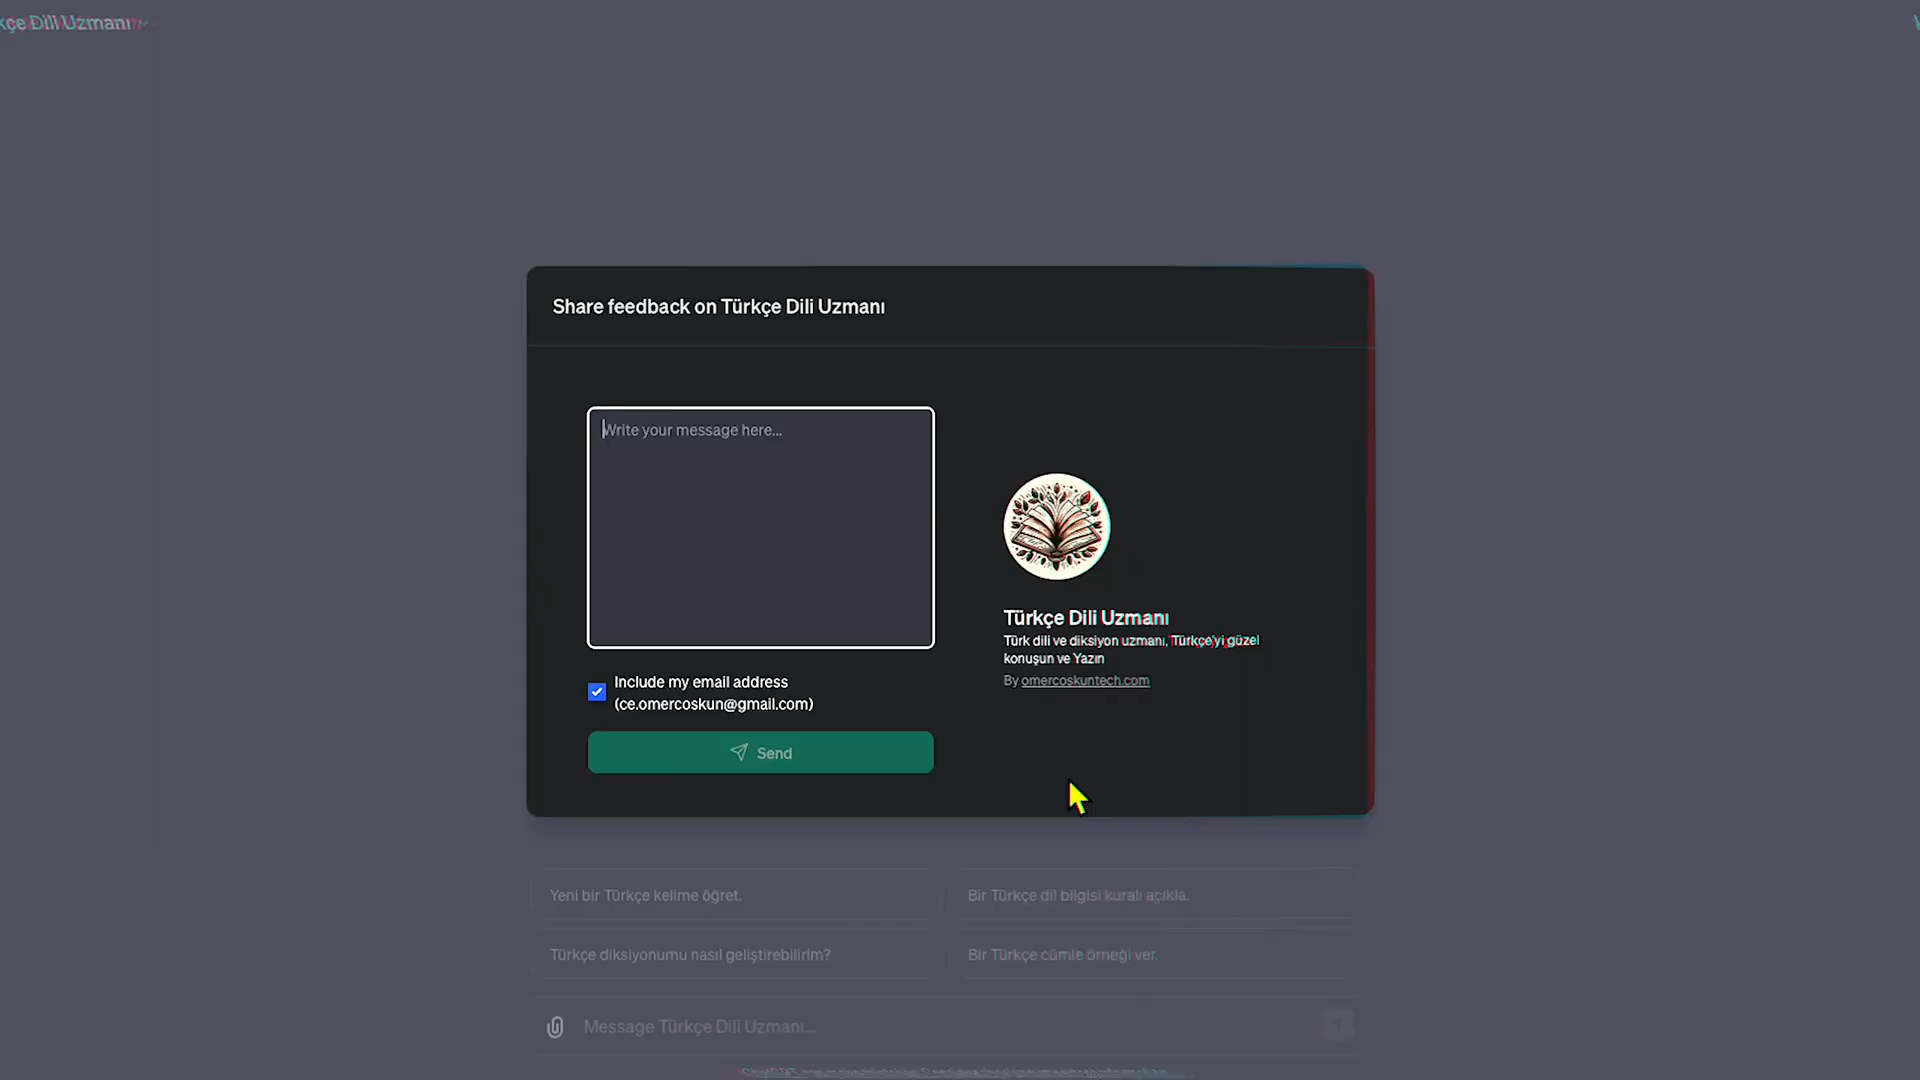 Dili Uzmanı
Share feedback on Türkçe Dili Uzmanı
Write your message here...
Türkçe Dili Uzmanı
Türk dili ve diksiyon uzmanı, Türkçe'yi güzel
konuşun ve Yazın
By omercoskuntech.com
Include my email address
(ce.omercoskun@gmail.com)
Send
Yeni bir Türkçe kelime öğret.
Bir Türkçe dil bilgisi kuralı açıkla.
Türkçe diksiyonumu nasıl geliştirebilirim?
Bir Türkçe cümle örneği ver.
Message Türkçe Dili Uzmanı...